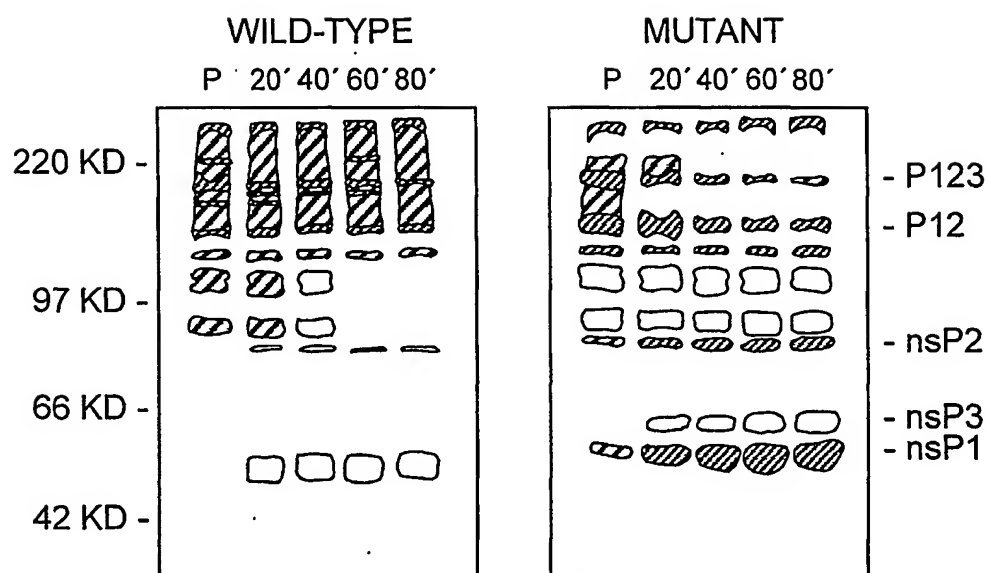 WILD-TYPE MUTANT
P 20´ 40´ 60´ 80´ P 20´ 40´ 60´ 80´
220 KD - - P123
- P12
97 KD -
- nsP2
66 KD - - nsP3
- nsP1
42 KD -